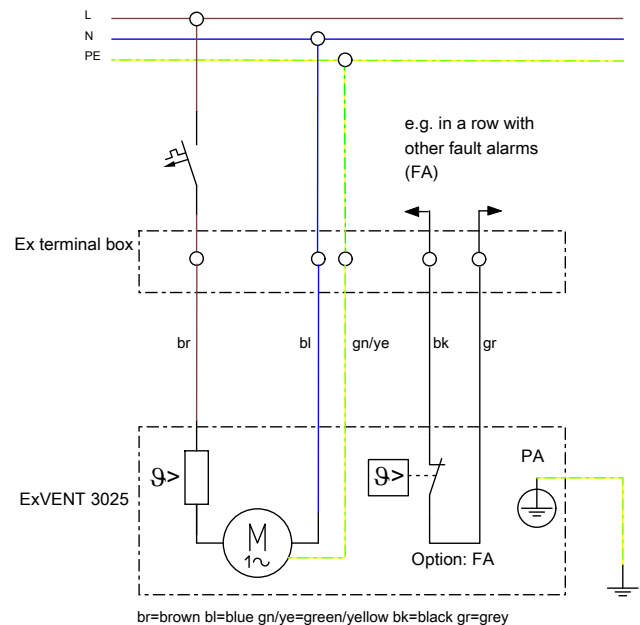 L
N
PE
e.g. in a row with
other fault alarms
(FA)
Ex terminal box
br
bl
gn/ye
bk
gr
ϑ>
ϑ>
PA
ExVENT 3025
M
1~
Option: FA
br=brown bl=blue gn/ye=green/yellow bk=black gr=grey